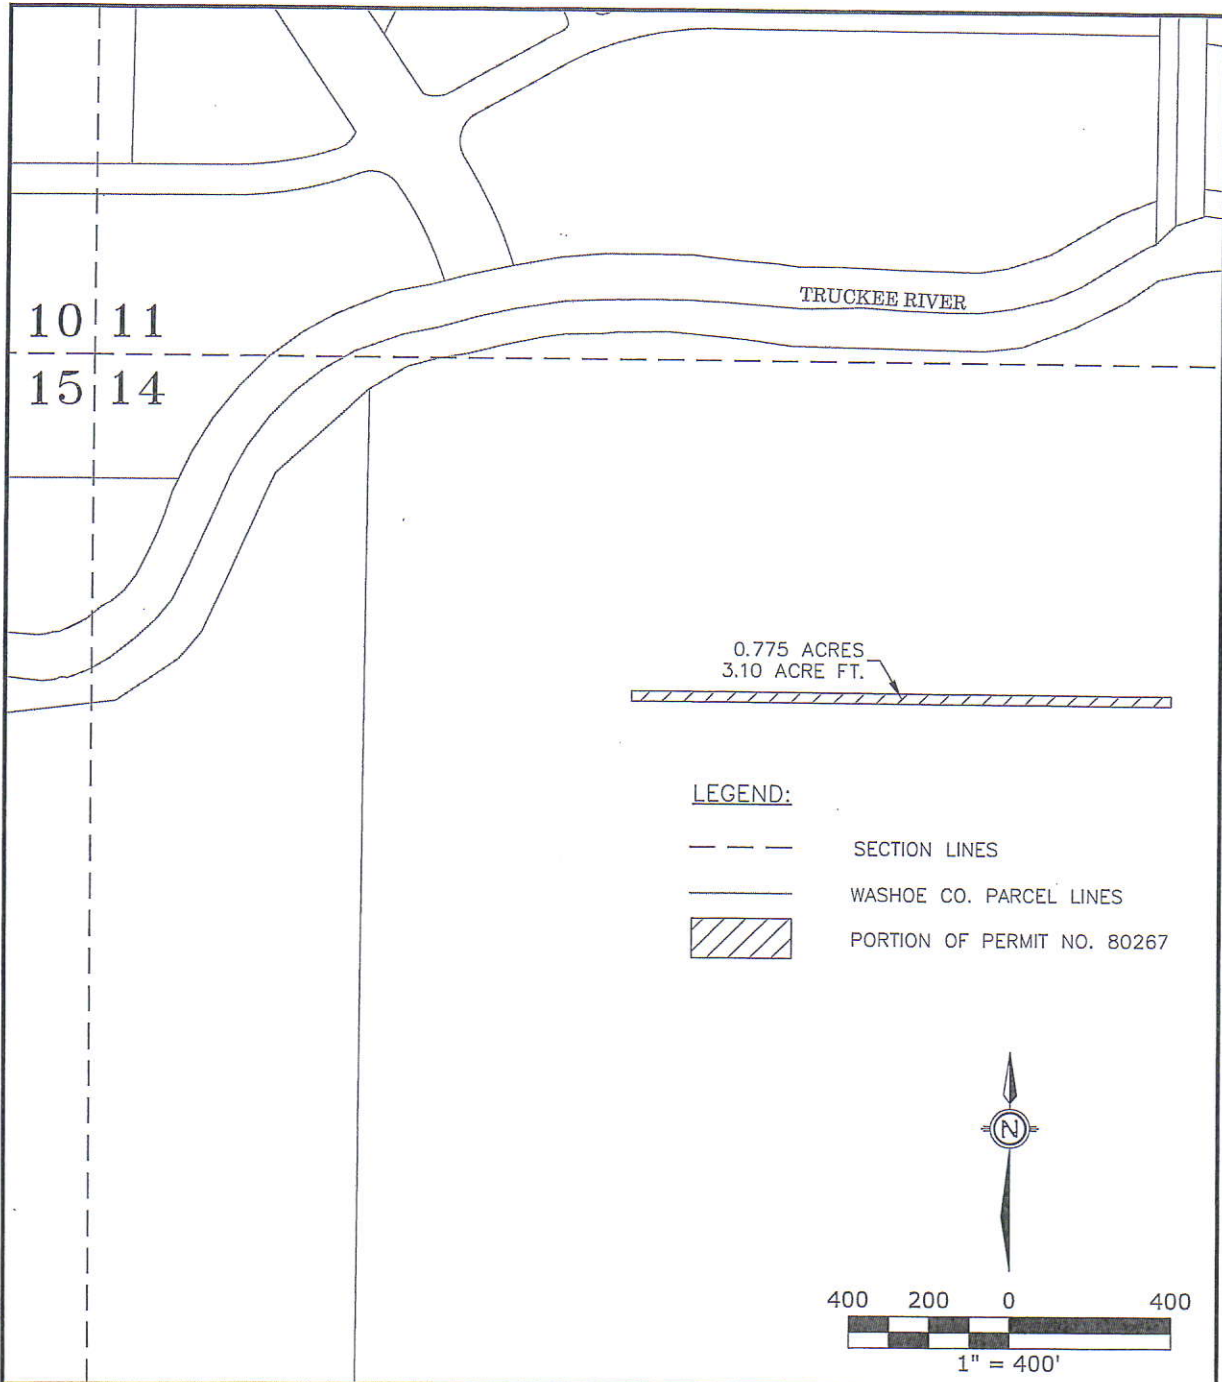 TRUCKEE RIVER
10 11
15 14
0.775 ACRES
3.10 ACRE FT.
LEGEND:
SECTION LINES
WASHOE CO. PARCEL LINES
PORTION OF PERMIT NO. 80267
N
400 200 0 400
1" = 400'